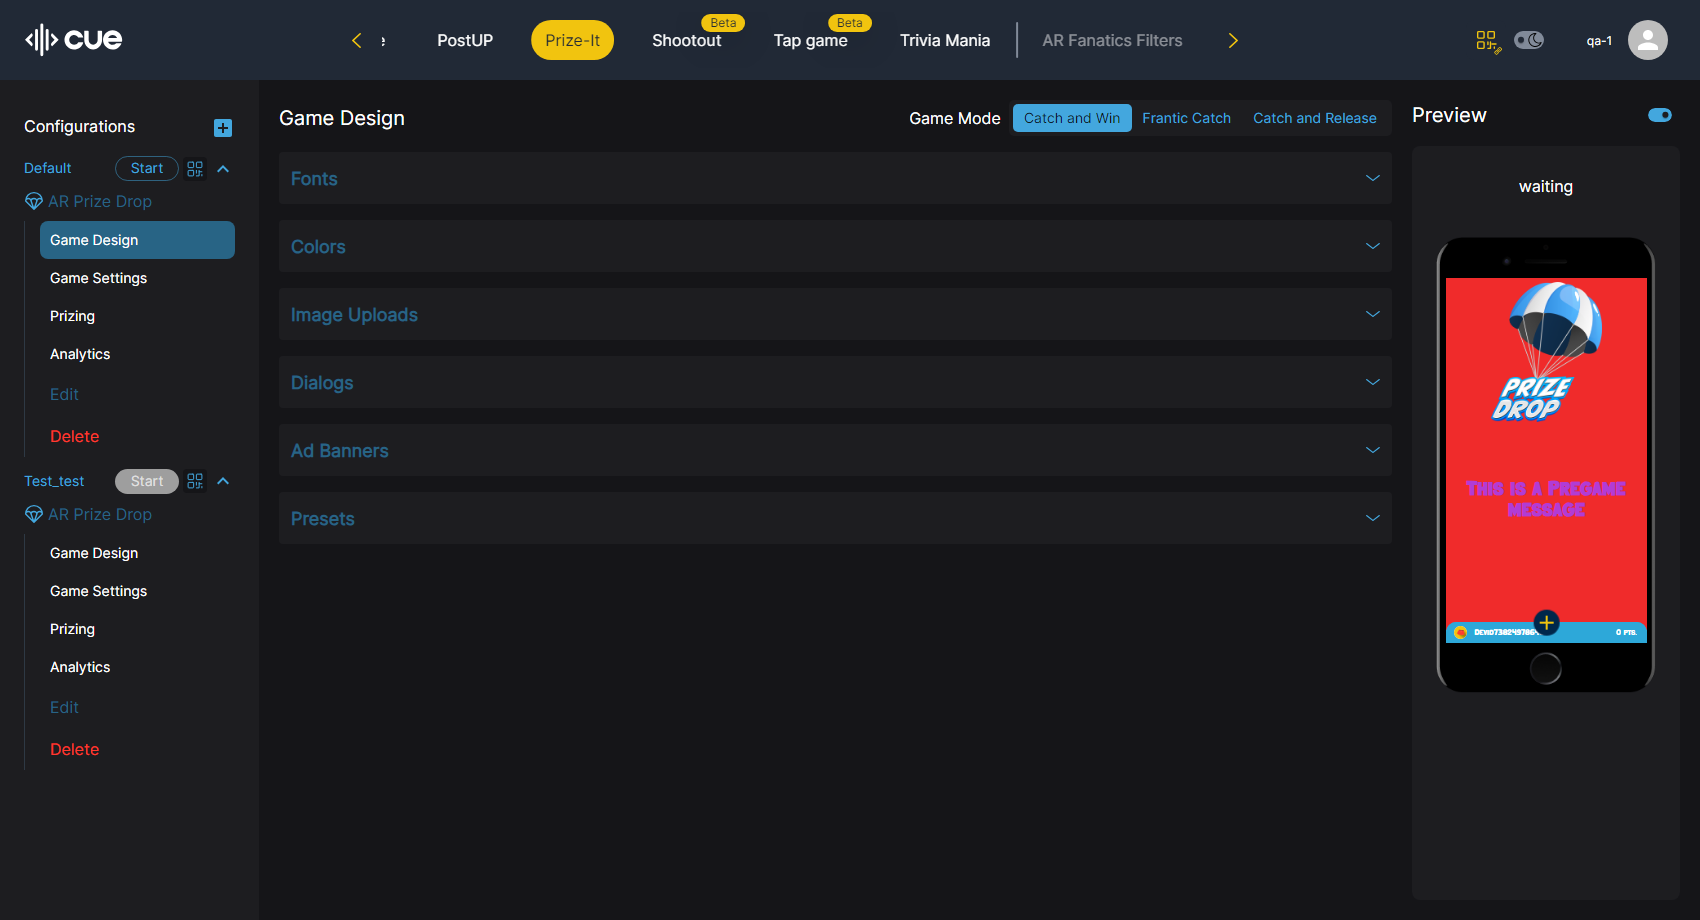 cue
PostUP
Prize-It
Shootout
Beta
Tap game
Beta
Trivia Mania
AR Fanatics Filters
qa-1
Configurations
Default
Start
AR Prize Drop
Game Design
Game Settings
Prizing
Analytics
Edit
Delete
Test_test
Start
AR Prize Drop
Game Design
Game Settings
Prizing
Analytics
Edit
Delete
Game Design
Game Mode
Catch and Win
Frantic Catch
Catch and Release
Fonts
Colors
Image Uploads
Dialogs
Ad Banners
Presets
Preview
waiting
PRIZE
DROP
THIS IS A PREGAME
MESSAGE
0 PTS.